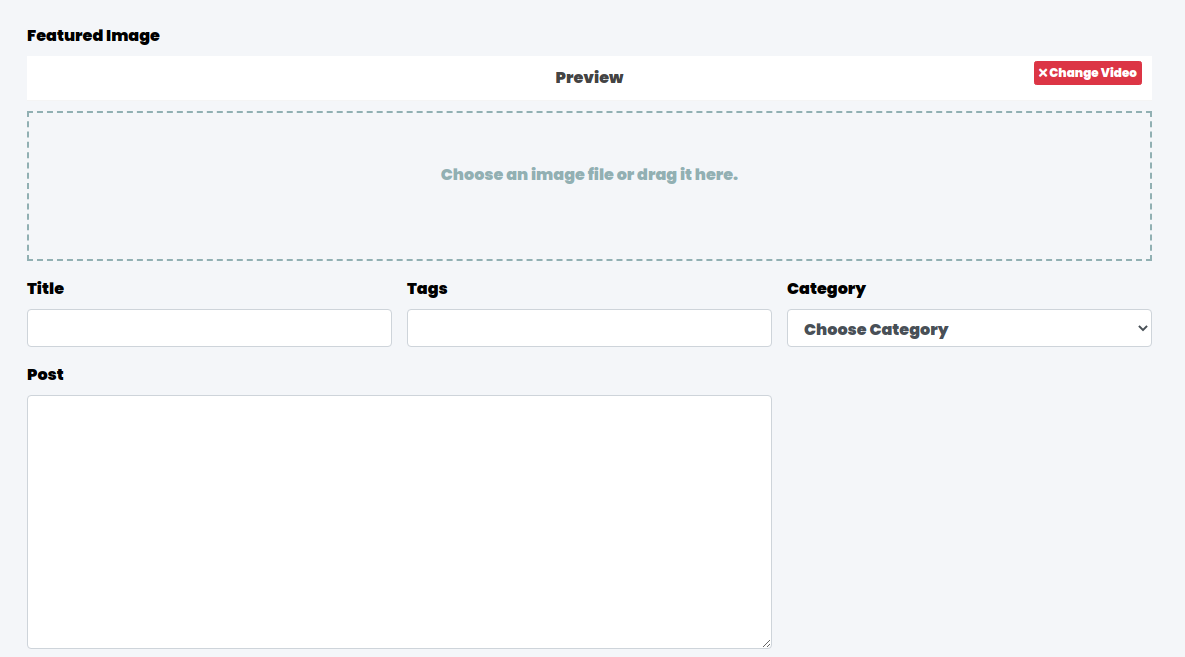 Featured Image
Preview
×Change Video
Choose an image file or drag it here.
Title Tags Category
Choose Category
Post